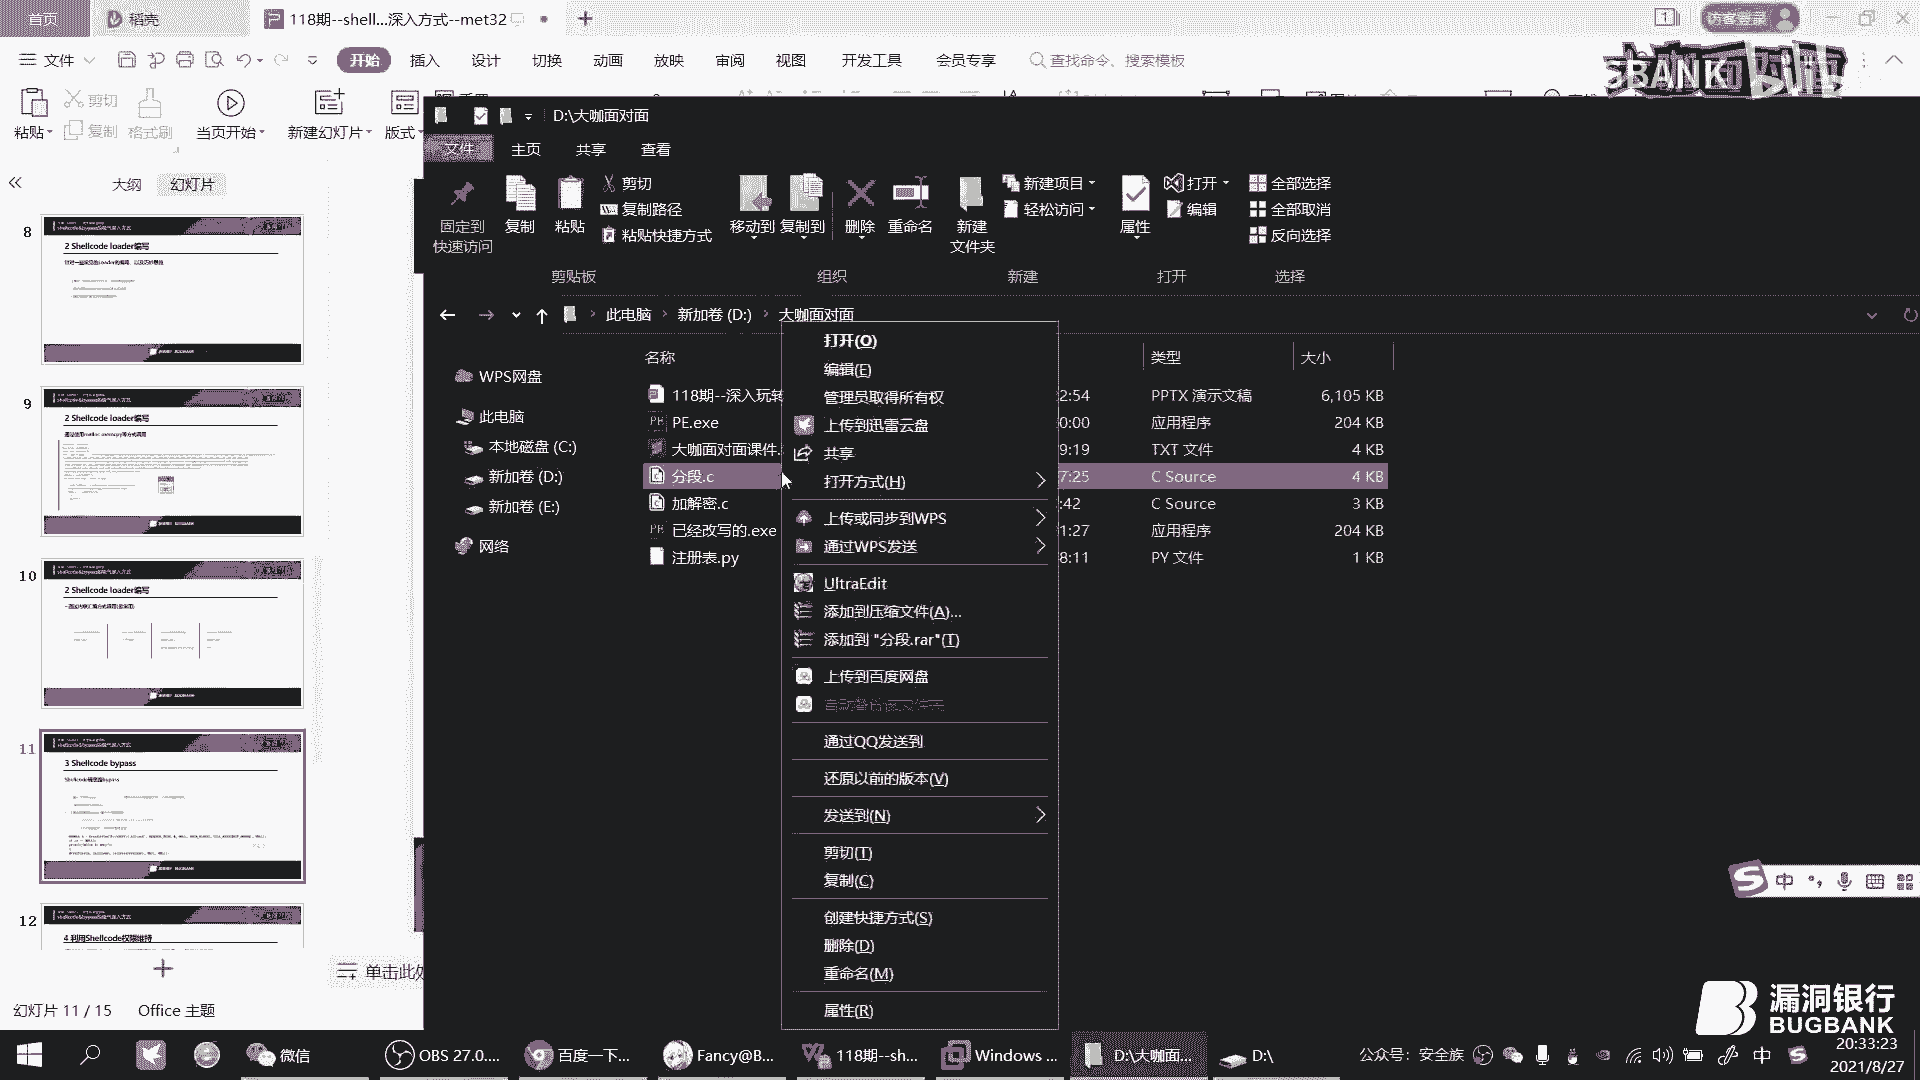 首页
稻壳
118期--shell...深入方式--met32
访客登录
文件
开始
插入
设计
切换
动画
放映
审阅
视图
开发工具
会员专享
查找命令、搜索模板
粘贴
剪切
复制
格式刷
当页开始
新建幻灯片
版式
大纲
幻灯片
8
2 Shellcode loader编写
9
2 Shellcode loader编写
10
2 Shellcode loader编写
11
3 Shellcode bypass
12
4 利用Shellcode权限维持
幻灯片 11 / 15
Office 主题
D:\大咖面对面
文件
主页
共享
查看
固定到
快速访问
复制
粘贴
剪切
复制路径
粘贴快捷方式
移动到
复制到
删除
重命名
新建
文件夹
新建项目
轻松访问
属性
打开
编辑
全部选择
全部取消
反向选择
剪贴板
组织
新建
打开
选择
此电脑
新加卷 (D:)
大咖面对面
名称
类型
大小
WPS网盘
此电脑
本地磁盘 (C:)
新加卷 (D:)
新加卷 (E:)
网络
118期--深入玩转
2:54
PPTX 演示文稿
6,105 KB
PE.exe
0:00
应用程序
204 KB
大咖面对面课件.
9:19
TXT 文件
4 KB
分段.c
7:25
C Source
4 KB
加解密.c
:42
C Source
3 KB
已经改写的.exe
1:27
应用程序
204 KB
注册表.py
8:11
PY 文件
1 KB
打开(O)
编辑(E)
管理员取得所有权
上传到迅雷云盘
共享
打开方式(H)
上传或同步到WPS
通过WPS发送
UltraEdit
添加到压缩文件(A)...
添加到 "分段.rar"(T)
上传到百度网盘
通过QQ发送到
还原以前的版本(V)
发送到(N)
剪切(T)
复制(C)
创建快捷方式(S)
删除(D)
重命名(M)
属性(R)
单击此处
中
漏洞银行
BUGBANK
微信
OBS 27.0....
百度一下...
Fancy@B...
118期--sh...
Windows ...
D:\大咖面...
D:\
公众号：安全族
中
20:33:23
2021/8/27